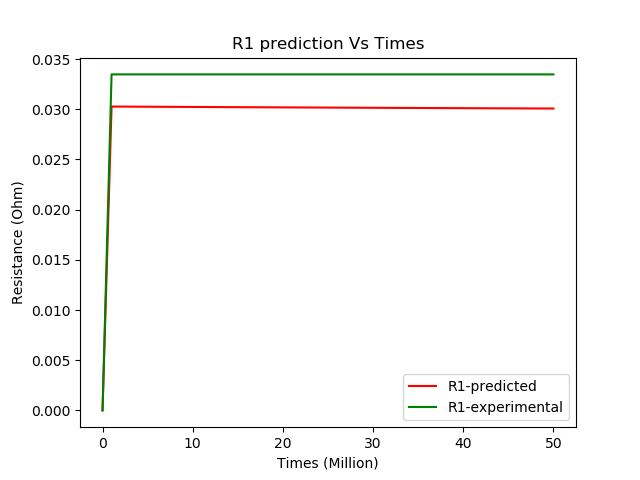 R1 prediction Vs Times
0.035
0.030
0.025
0.020
0.015
0.010
0.005
0.000
Resistance (Ohm)
R1-predicted
R1-experimental
0 10 20 30 40 50
Times (Million)